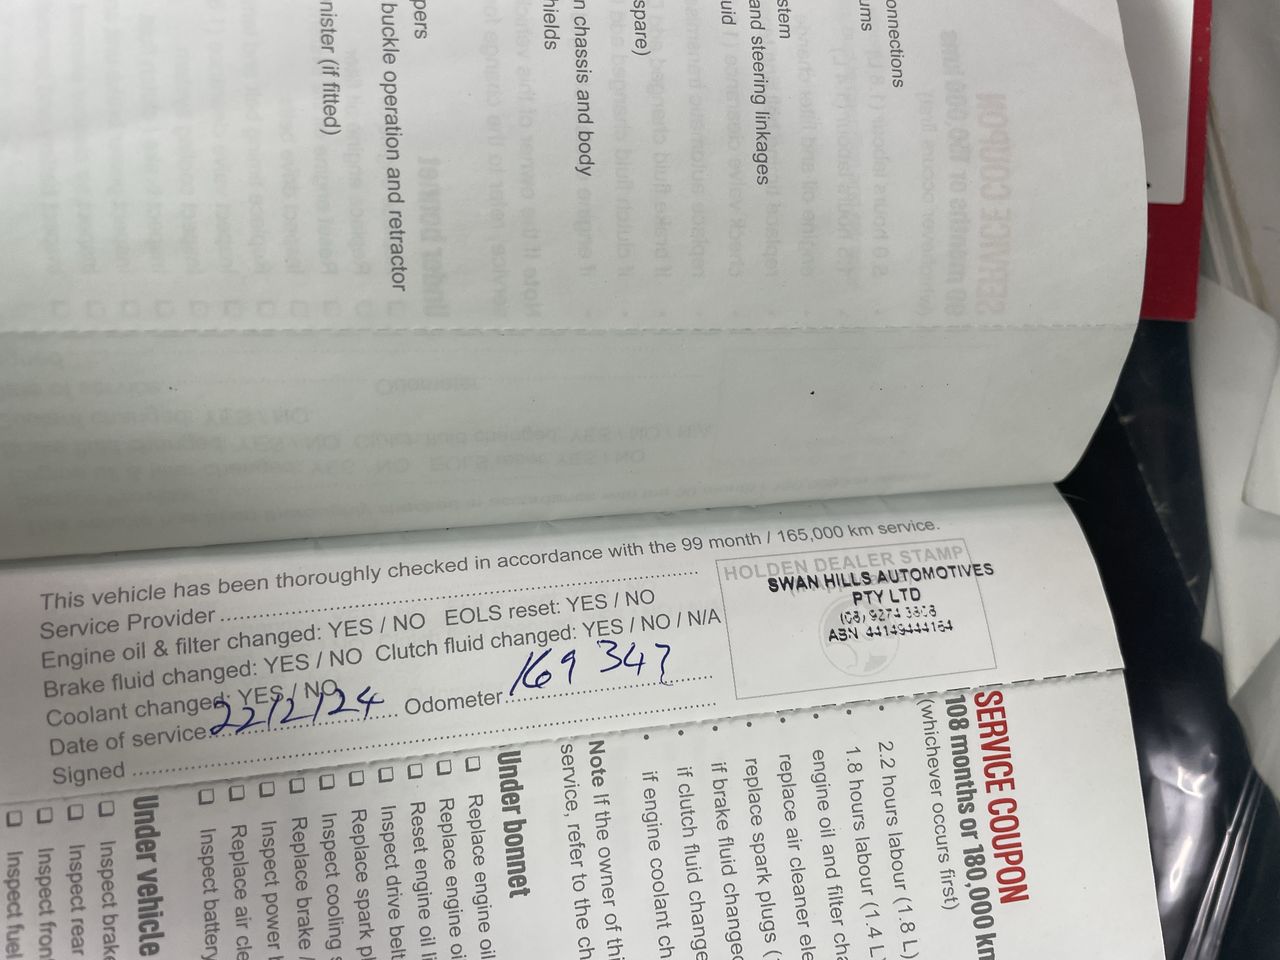 onnections
ums
stem
and steering linkages
uid
spare)
n chassis and body
hields
pers
buckle operation and retractor
nister (if fitted)
This vehicle has been thoroughly checked in accordance with the 99 month / 165,000 km service.
Service Provider
Engine oil & filter changed: YES / NO EOLS reset: YES / NO
Brake fluid changed: YES / NO Clutch fluid changed: YES / NO / N/A
Coolant changed: YES / NO
Date of service 22/2/24 Odometer 169 347
Signed
HOLDEN DEALER STAMP
SWAN HILLS AUTOMOTIVES
PTY LTD
(08) 9274 3808
ABN 44149444164
SERVICE COUPON
108 months or 180,000 km
(whichever occurs first)
• 2.2 hours labour (1.8 L)
• 1.8 hours labour (1.4 L
• engine oil and filter cha
• replace air cleaner ele
• replace spark plugs (
• if brake fluid changed
• if clutch fluid change
• if engine coolant ch
Note If the owner of thi
service, refer to the ch
Under bonnet
Replace engine oil
Replace engine oi
Reset engine oil li
Inspect drive belt
Replace spark pl
Inspect cooling s
Replace brake /
Inspect power
Replace air cle
Inspect battery
Under vehicle
Inspect brake
Inspect rear
Inspect front
Inspect fuel